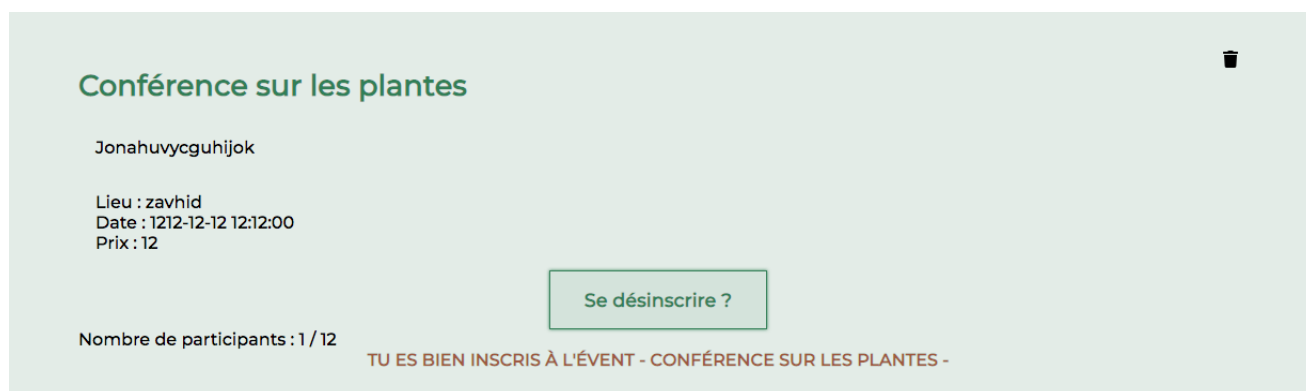 Conférence sur les plantes
Jonahuvycguhijok
Lieu : zavhid
Date : 1212-12-12 12:12:00
Prix : 12
Se désinscrire ?
Nombre de participants : 1 / 12
TU ES BIEN INSCRIS À L'ÉVENT - CONFÉRENCE SUR LES PLANTES -